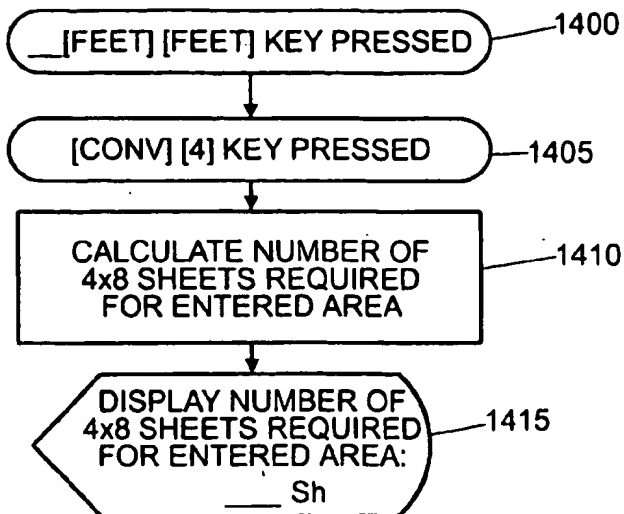 __[FEET] [FEET] KEY PRESSED
1400
[CONV] [4] KEY PRESSED
1405
CALCULATE NUMBER OF
4x8 SHEETS REQUIRED
FOR ENTERED AREA
1410
DISPLAY NUMBER OF
4x8 SHEETS REQUIRED
FOR ENTERED AREA:
___ Sh
1415